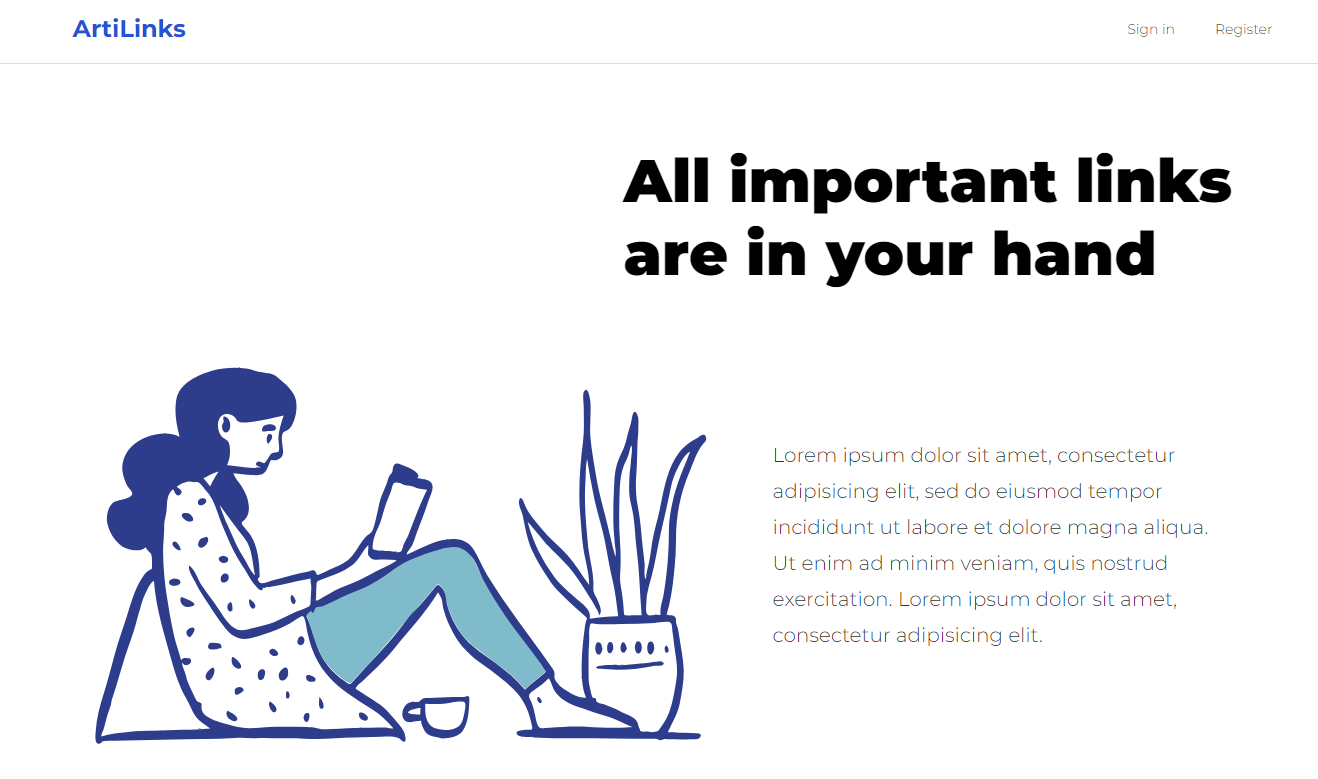 ArtiLinks
Sign in
Register
All important links
are in your hand
Lorem ipsum dolor sit amet, consectetur
adipisicing elit, sed do eiusmod tempor
incididunt ut labore et dolore magna aliqua.
Ut enim ad minim veniam, quis nostrud
exercitation. Lorem ipsum dolor sit amet,
consectetur adipisicing elit.